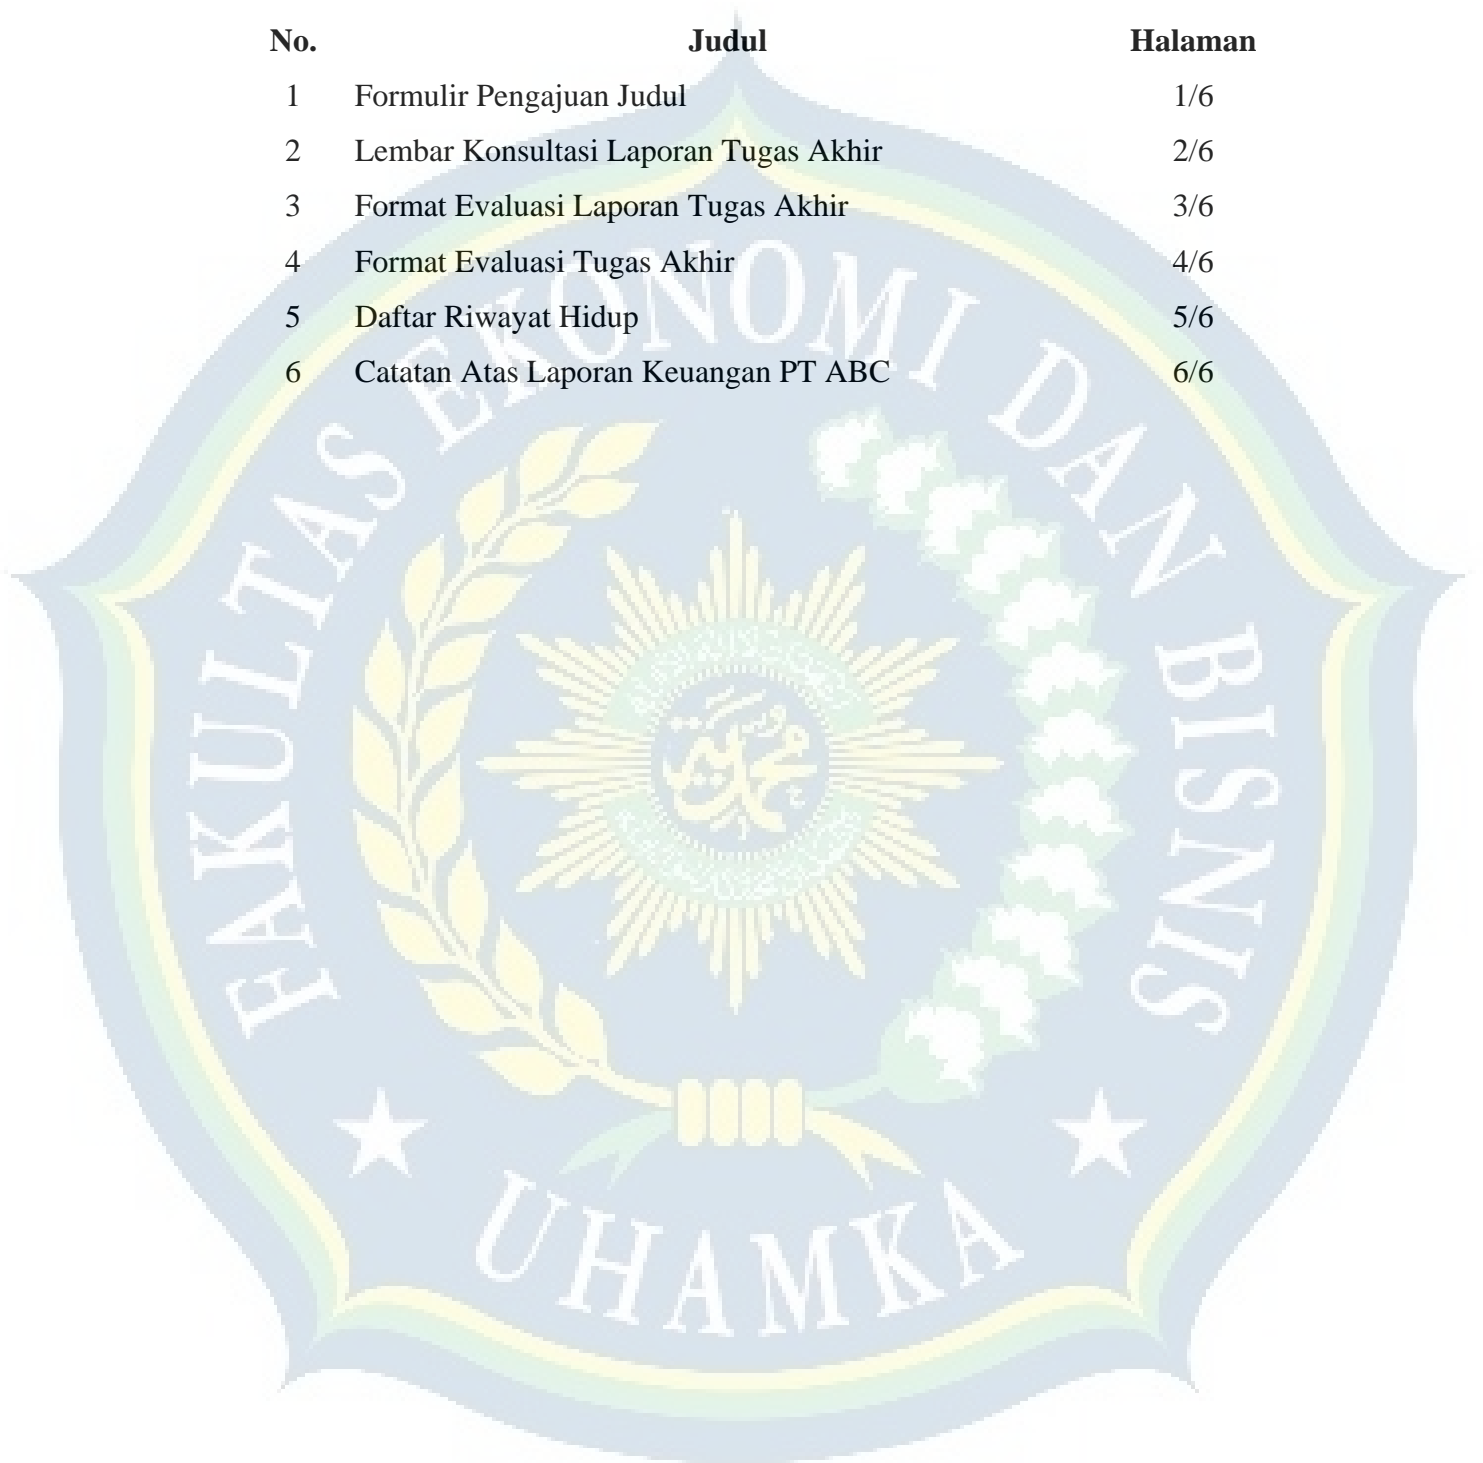 No. Judul Halaman
1 Formulir Pengajuan Judul 1/6
2 Lembar Konsultasi Laporan Tugas Akhir 2/6
3 Format Evaluasi Laporan Tugas Akhir 3/6
4 Format Evaluasi Tugas Akhir 4/6
5 Daftar Riwayat Hidup 5/6
6 Catatan Atas Laporan Keuangan PT ABC 6/6
FAKULTAS EKONOMI DAN BISNIS
محمدية
UHAMKA